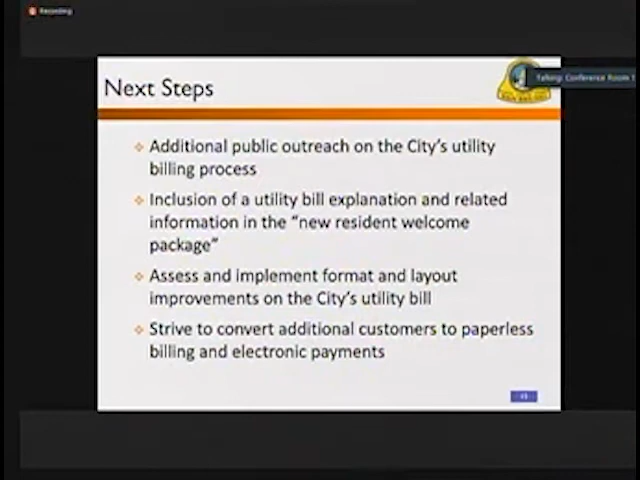 Recording
Talking: Conference Room 1
Next Steps
Additional public outreach on the City's utility
billing process
Inclusion of a utility bill explanation and related
information in the "new resident welcome
package"
Assess and implement format and layout
improvements on the City's utility bill
Strive to convert additional customers to paperless
billing and electronic payments